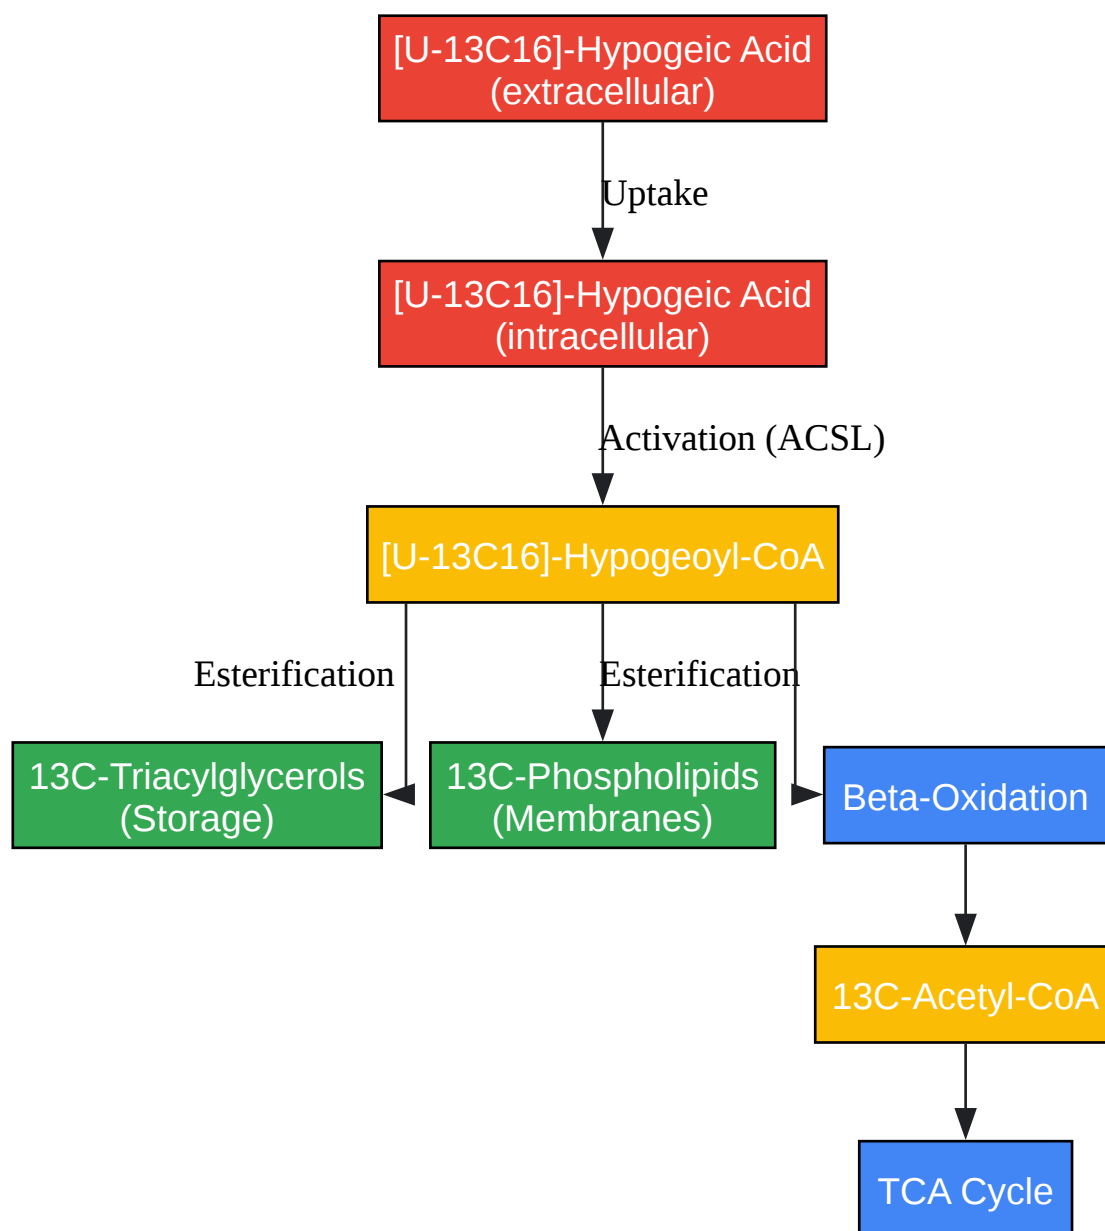 [U-13C16]-Hypogeic Acid
(extracellular)
Uptake
[U-13C16]-Hypogeic Acid
(intracellular)
Activation (ACSL)
[U-13C16]-Hypogeoyl-CoA
Esterification
Esterification
13C-Triacylglycerols
(Storage)
13C-Phospholipids
(Membranes)
Beta-Oxidation
13C-Acetyl-CoA
TCA Cycle